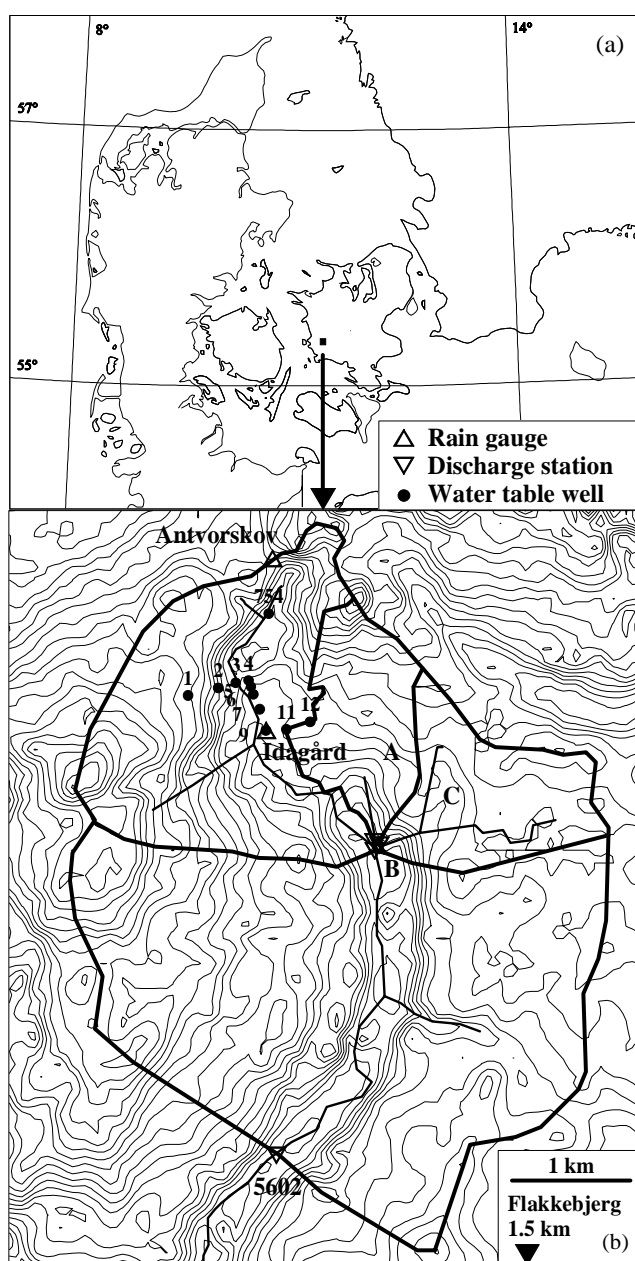 8°
14°
(a)
57°
55°
Rain gauge
Discharge station
Water table well
Antvorskov
754
1
2
3
4
5
6
7
9
11
12
Idagård
A
C
B
5602
1 km
Flakkebjerg
1.5 km
(b)